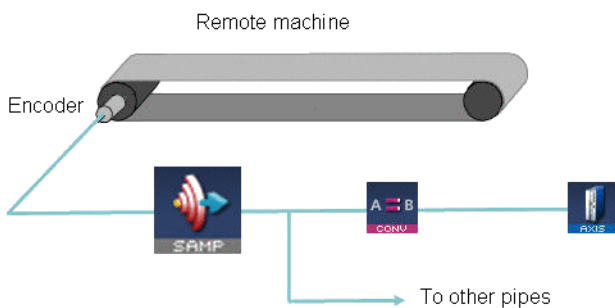 Remote machine
Encoder
SAMP
A B
CONV
AXIS
To other pipes